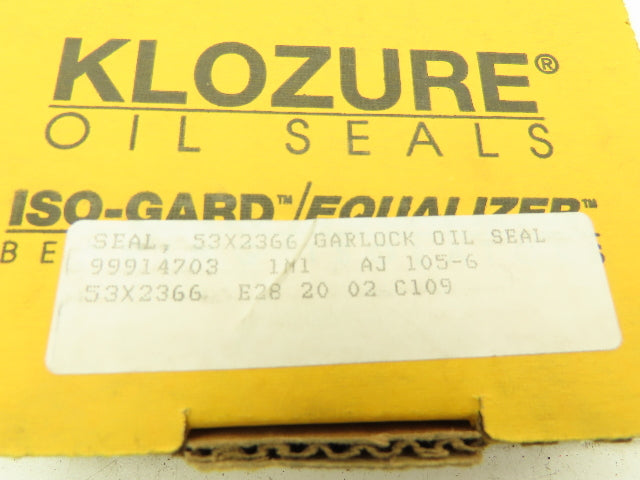 KLOZURE®
OIL SEALS
ISO-GARD™/EQUALIZER™
BE S
SEAL, 53X2366 GARLOCK OIL SEAL
99914703 1M1 AJ 105-6
53X2366 E28 20 02 C109